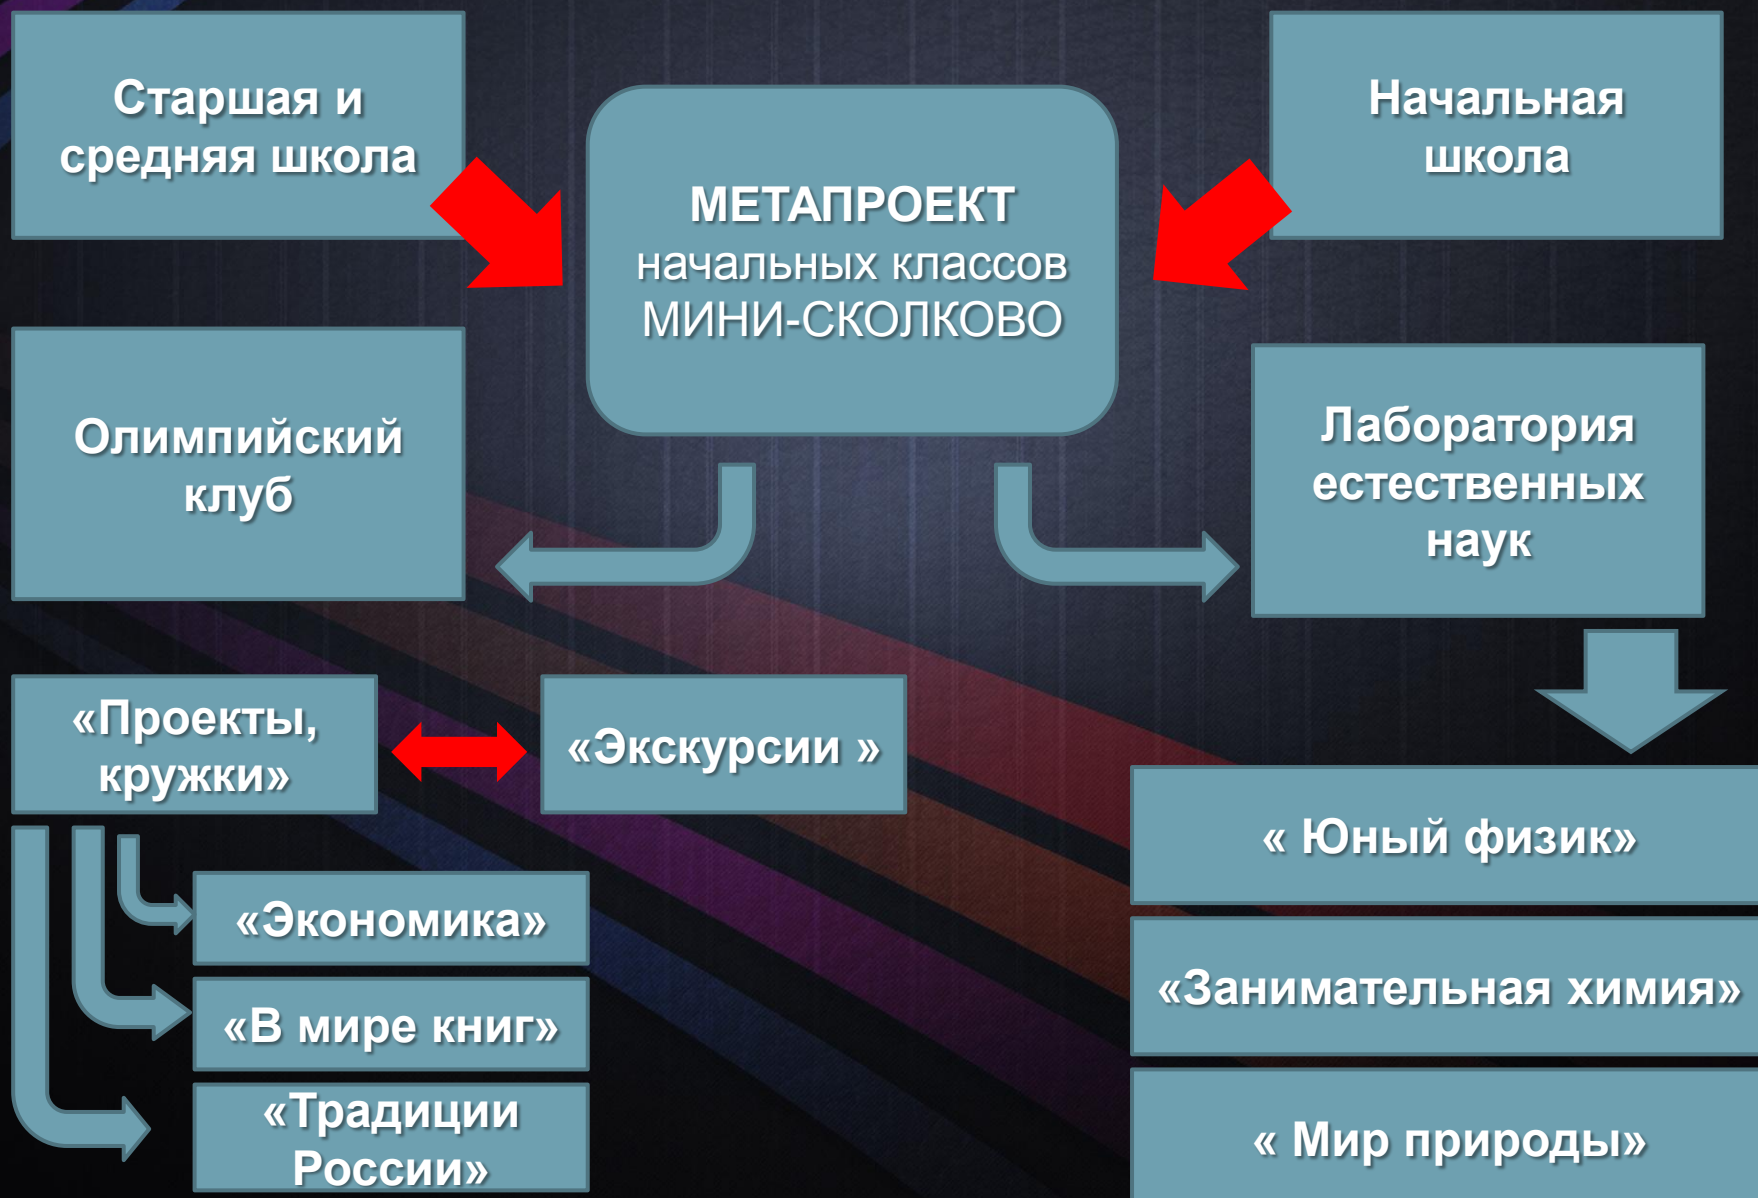 Старшая и
средняя школа
МЕТАПРОЕКТ
начальных классов
МИНИ-СКОЛКОВО
Начальная
школа
Олимпийский
клуб
Лаборатория
естественных
наук
«Проекты,
кружки»
«Экскурсии »
«Экономика»
«В мире книг»
«Традиции
России»
« Юный физик»
«Занимательная химия»
« Мир природы»